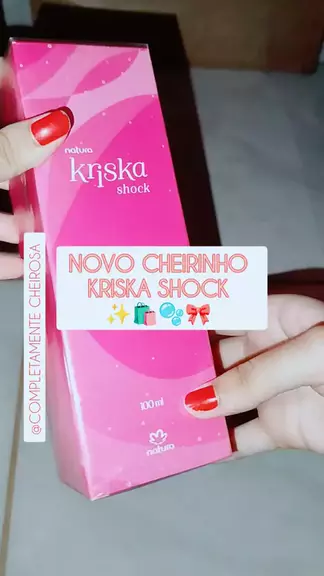 natura
kriska
shock
NOVO CHEIRINHO
KRISKA SHOCK
✨🛍️🫧🎀
@COMPLETAMENTE CHEIROSA
100 ml
natura